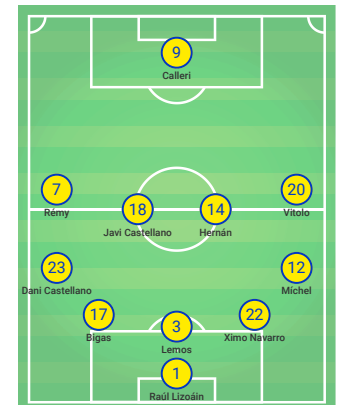 9
Calleri
7
Rémy
20
Vitolo
18
Javi Castellano
14
Hernán
23
Dani Castellano
12
Míchel
17
Bigas
22
Ximo Navarro
3
Lemos
1
Raúl Lizoáin